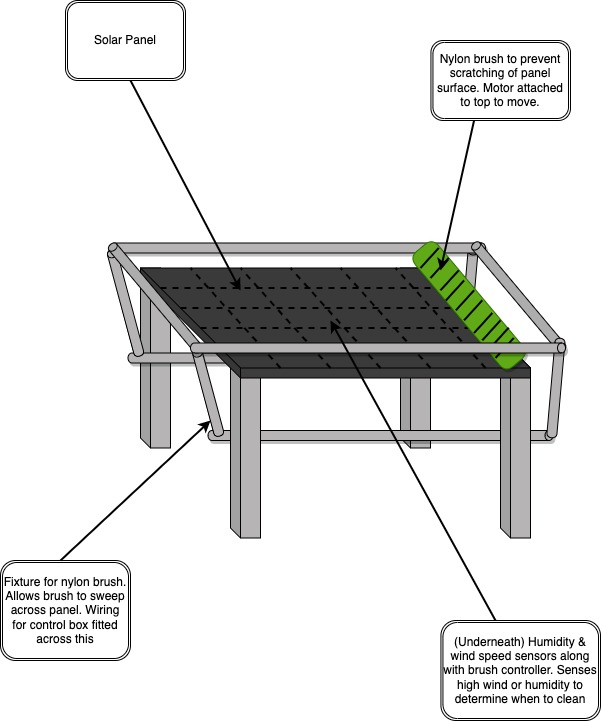 Solar Panel
Nylon brush to prevent
scratching of panel
surface. Motor attached
to top to move.
Fixture for nylon brush.
Allows brush to sweep
across panel. Wiring
for control box fitted
across this
(Underneath) Humidity &
wind speed sensors along
with brush controller. Senses
high wind or humidity to
determine when to clean